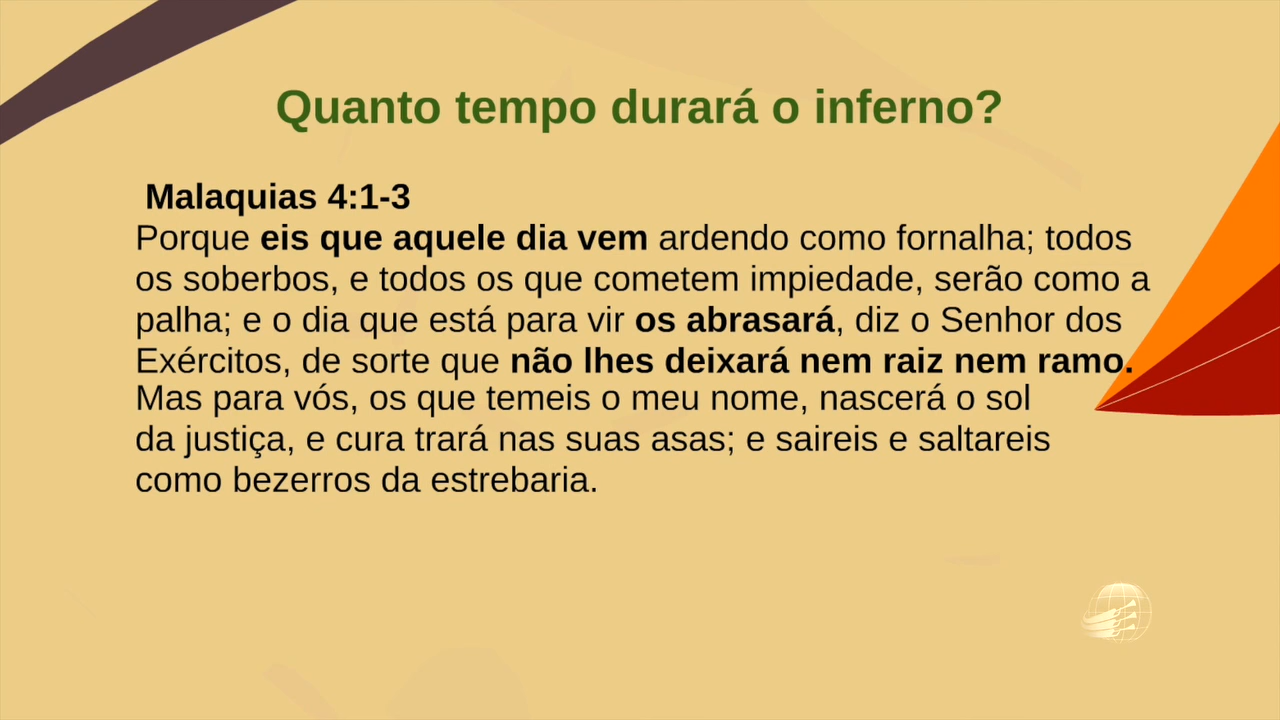 Quanto tempo durará o inferno?
Malaquias 4:1-3
Porque eis que aquele dia vem ardendo como fornalha; todos
os soberbos, e todos os que cometem impiedade, serão como a
palha; e o dia que está para vir os abrasará, diz o Senhor dos
Exércitos, de sorte que não lhes deixará nem raiz nem ramo.
Mas para vós, os que temeis o meu nome, nascerá o sol
da justiça, e cura trará nas suas asas; e saireis e saltareis
como bezerros da estrebaria.